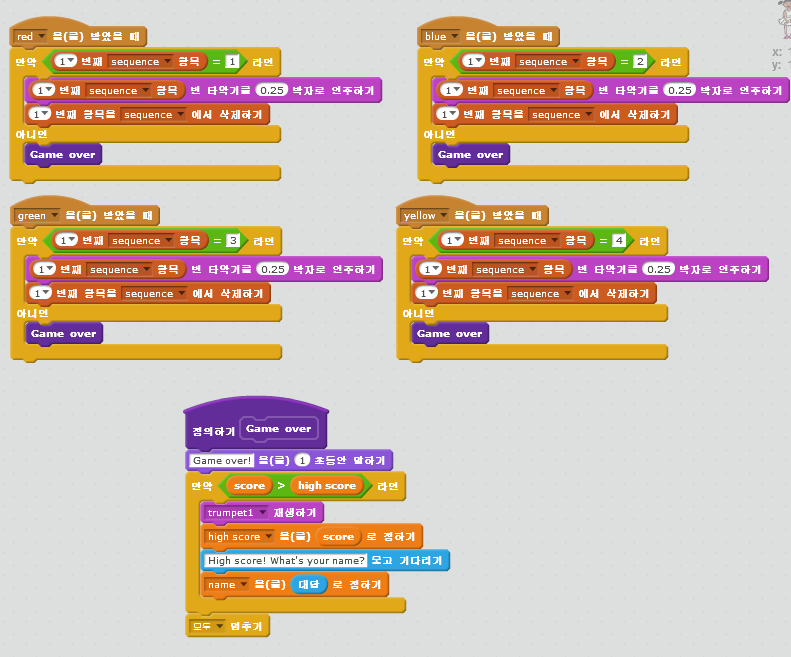 red 을(를) 받았을 때
만약 1 번째 sequence 항목 = 1 라면
1 번째 sequence 항목 번 타악기를 0.25 박자로 연주하기
1 번째 항목을 sequence 에서 삭제하기
아니면
Game over
blue 을(를) 받았을 때
만약 1 번째 sequence 항목 = 2 라면
1 번째 sequence 항목 번 타악기를 0.25 박자로 연주하기
1 번째 항목을 sequence 에서 삭제하기
아니면
Game over
x: 1
y: 1
green 을(를) 받았을 때
만약 1 번째 sequence 항목 = 3 라면
1 번째 sequence 항목 번 타악기를 0.25 박자로 연주하기
1 번째 항목을 sequence 에서 삭제하기
아니면
Game over
yellow 을(를) 받았을 때
만약 1 번째 sequence 항목 = 4 라면
1 번째 sequence 항목 번 타악기를 0.25 박자로 연주하기
1 번째 항목을 sequence 에서 삭제하기
아니면
Game over
정의하기 Game over
Game over! 을(를) 1 초동안 말하기
만약 score > high score 라면
trumpet1 재생하기
high score 을(를) score 로 정하기
High score! What's your name? 묻고 기다리기
name 을(를) 대답 로 정하기
모두 멈추기